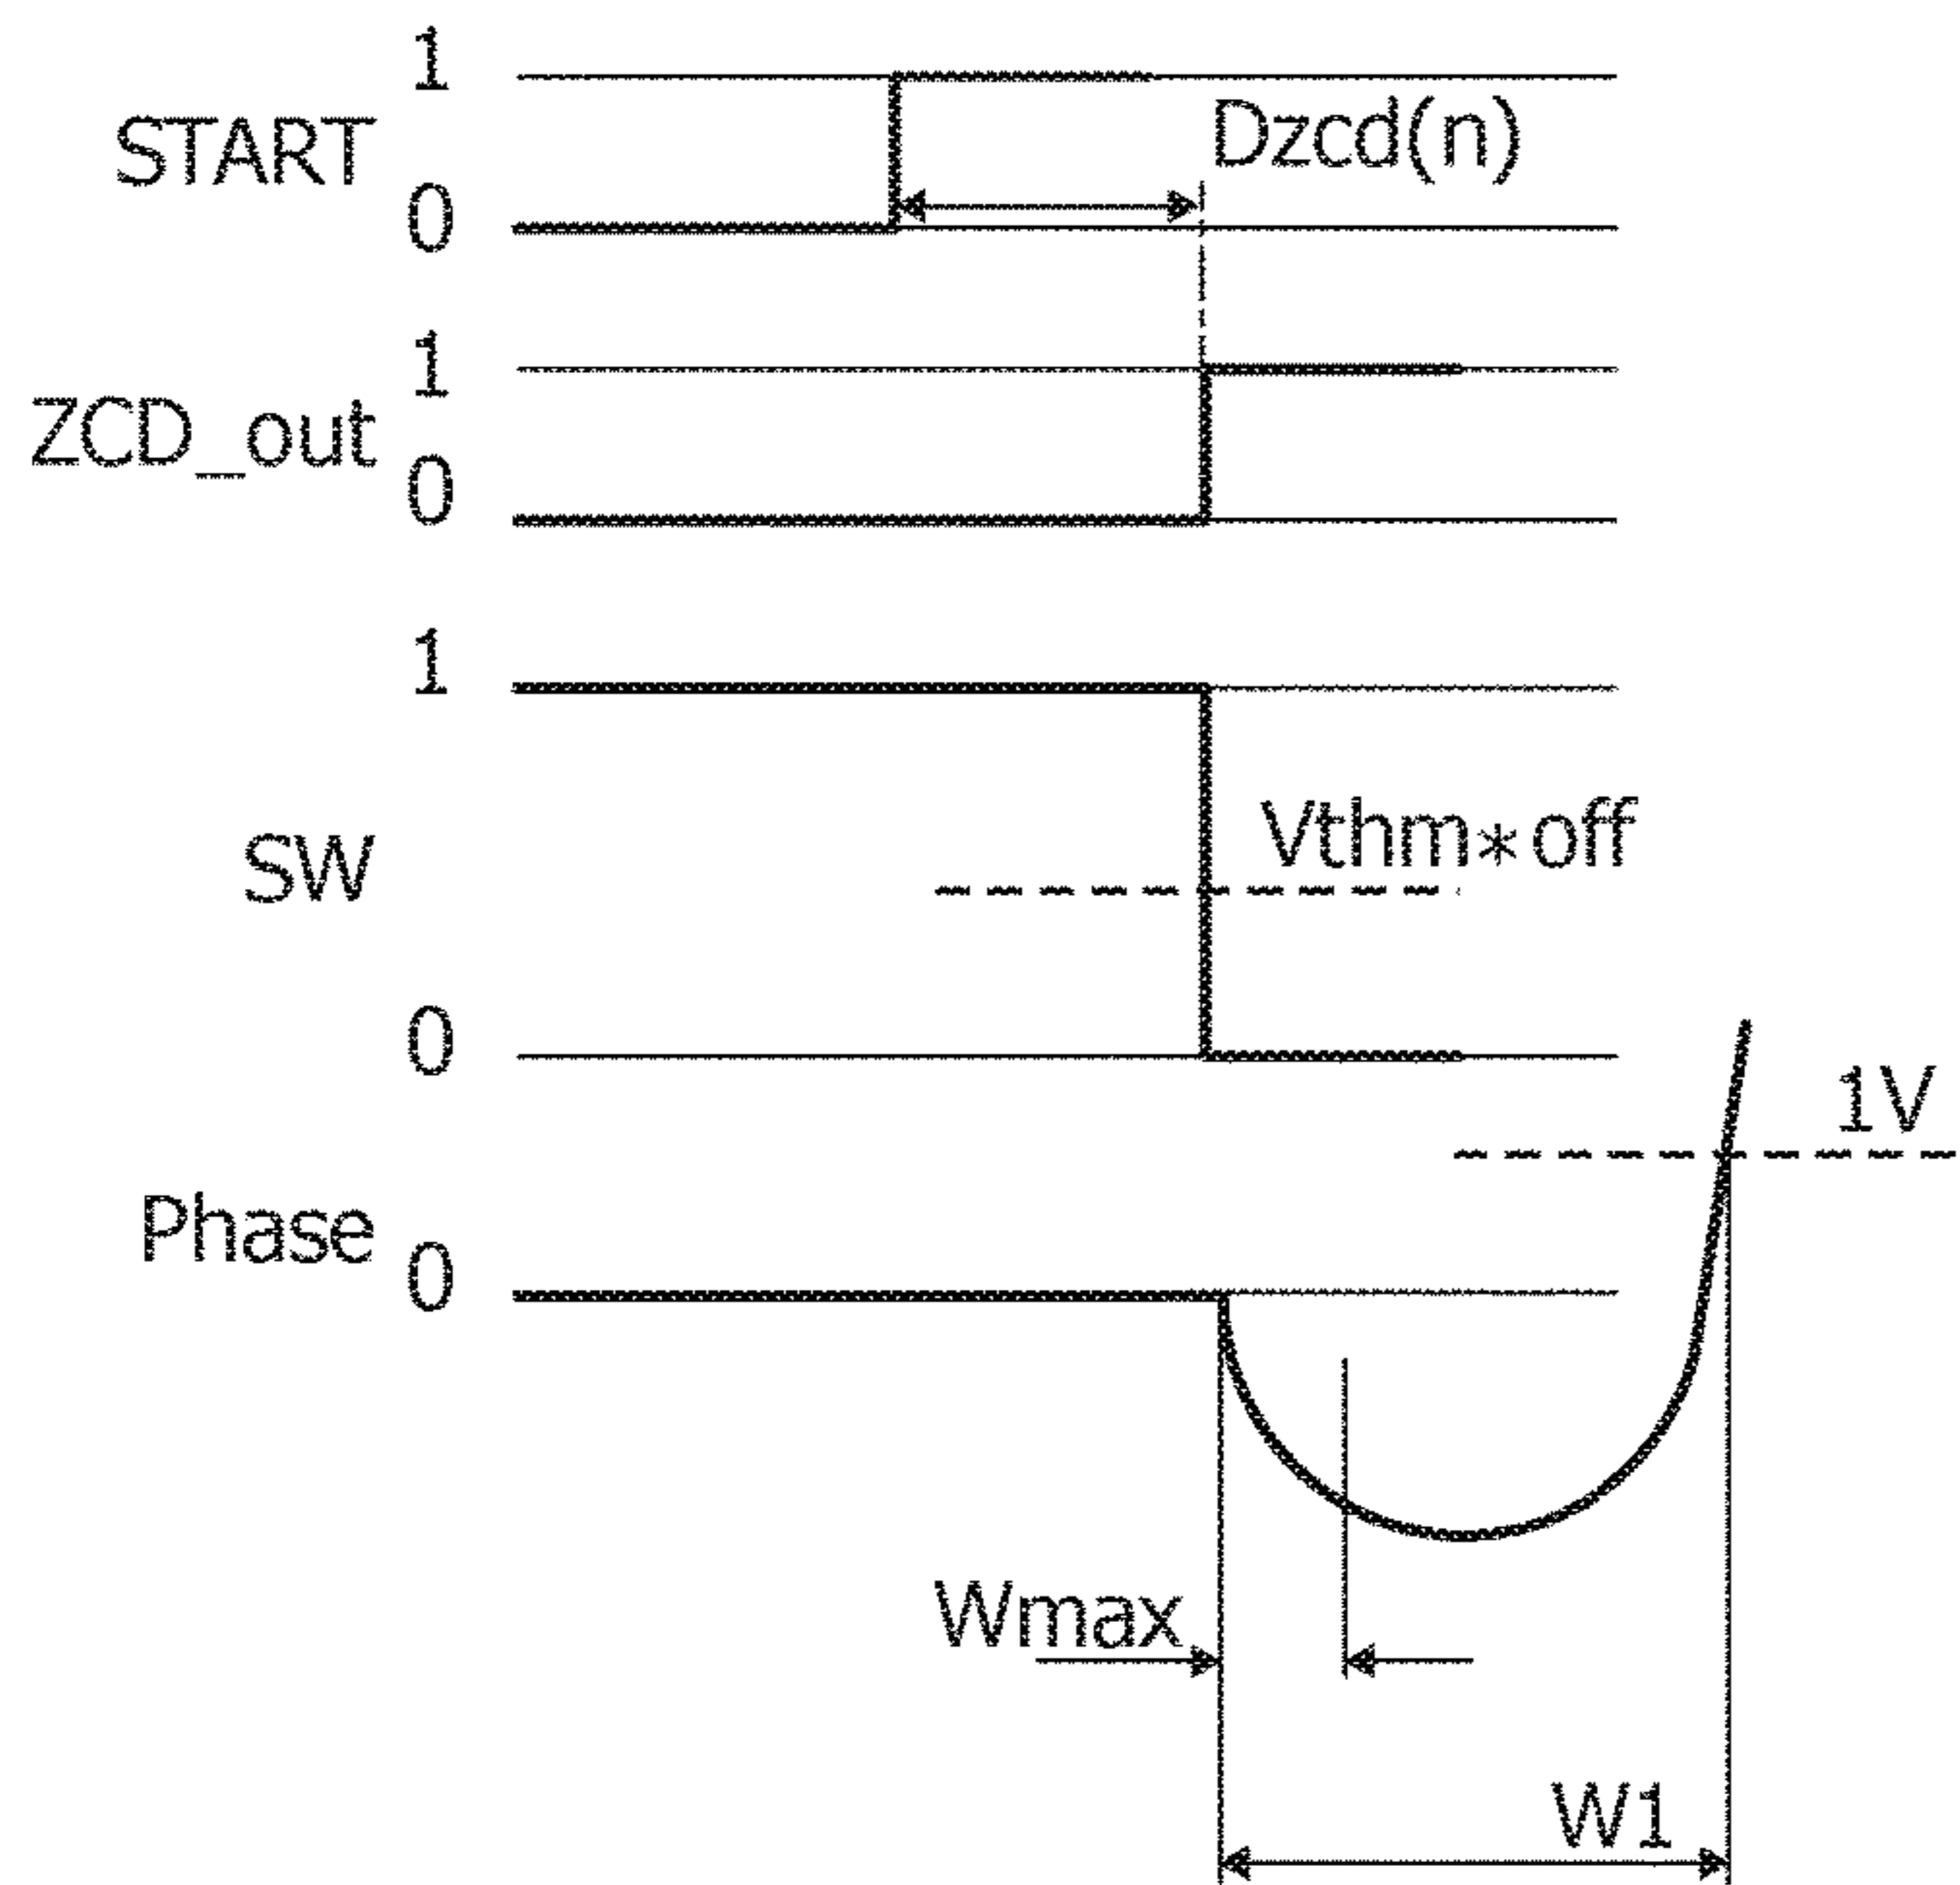 1
START
Dzcd(n)
0
1
ZCD_out
0
1
Vthm*off
SW
0
1V
Phase
0
Wmax
W1